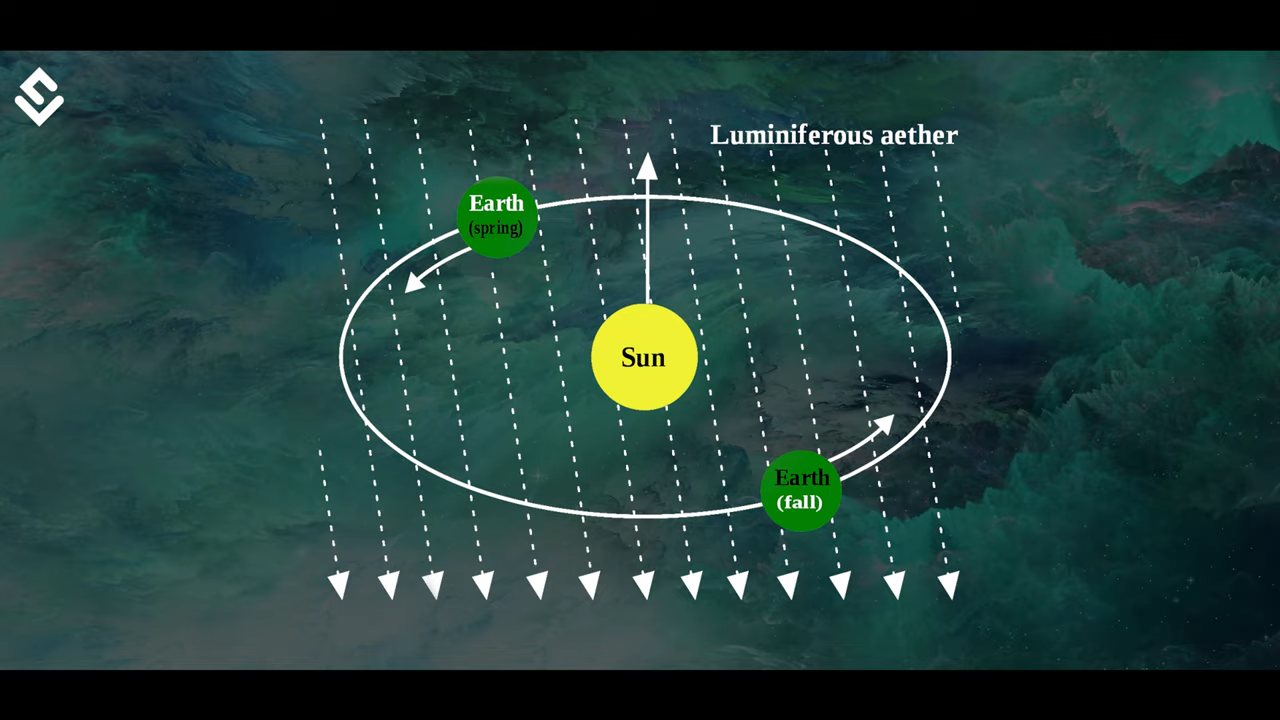 Luminiferous aether
Earth
(spring)
Sun
Earth
(fall)